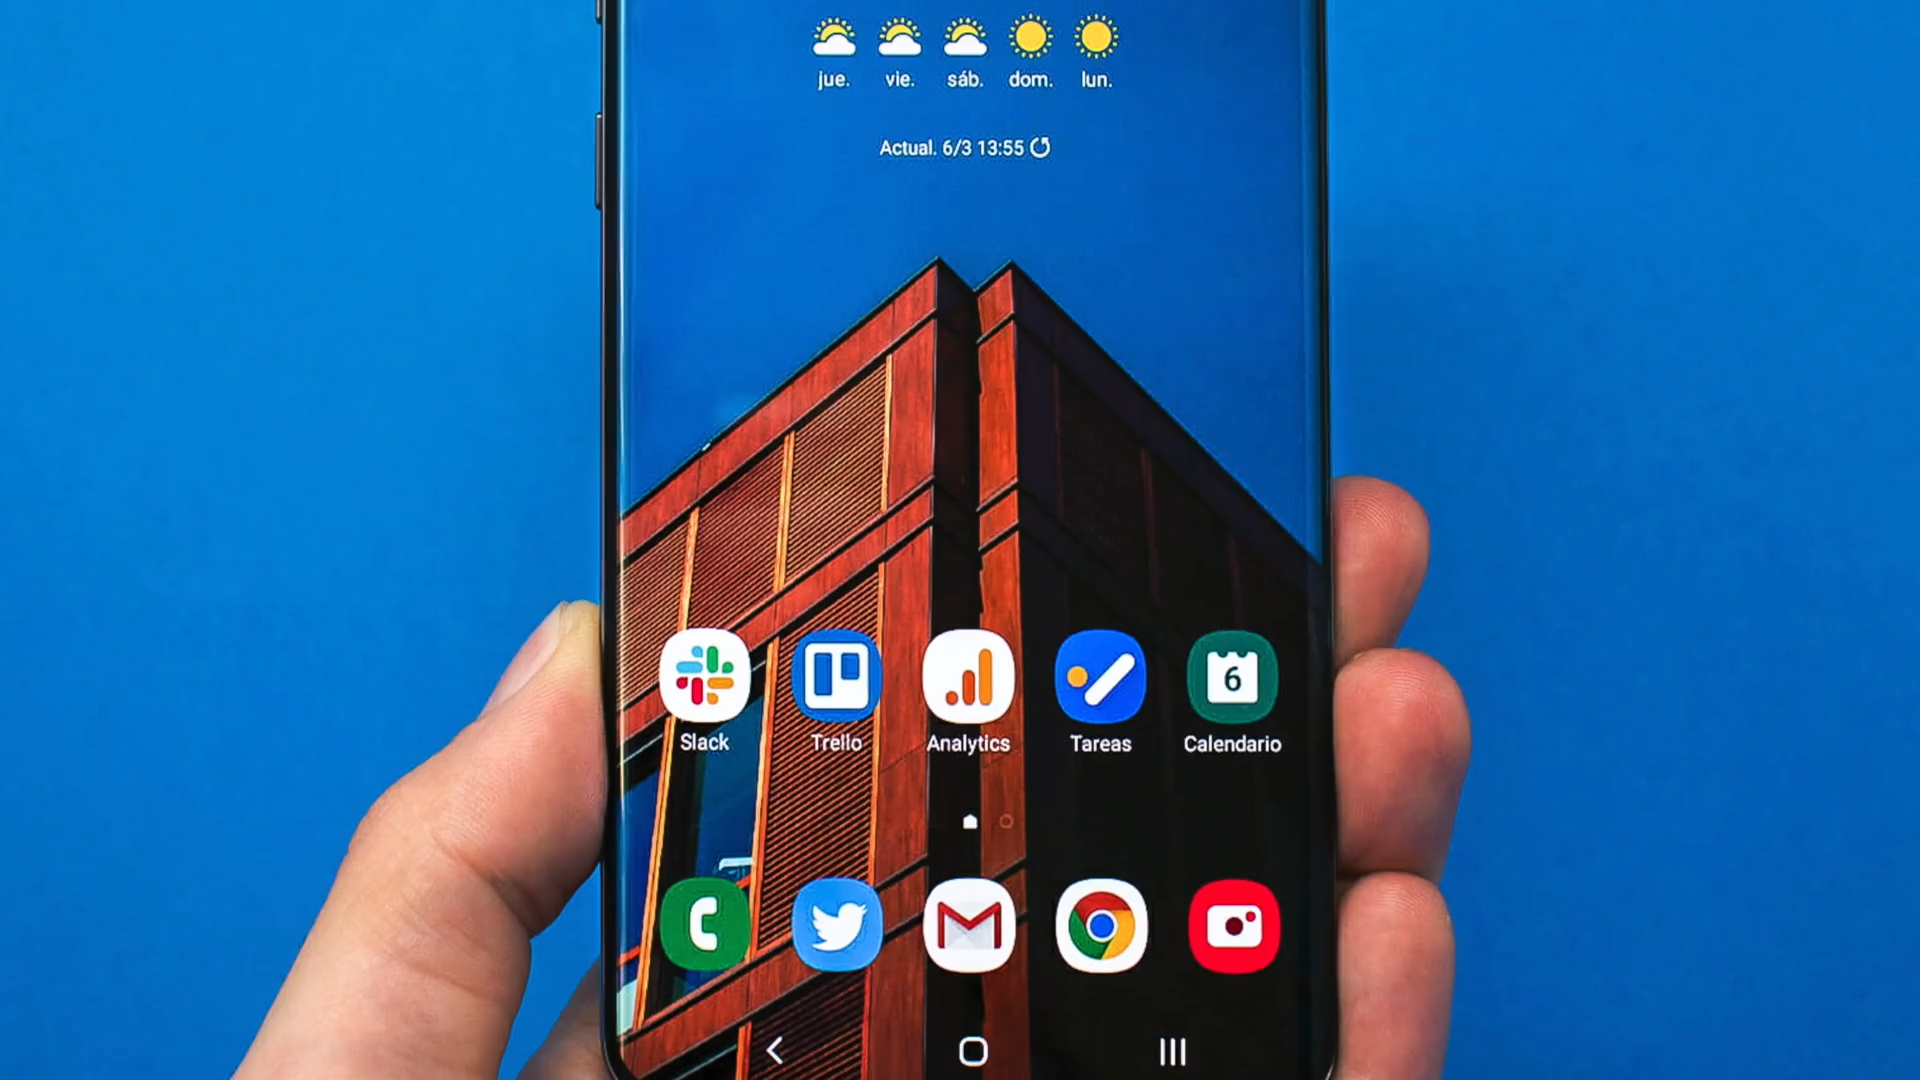 jue. vie. sáb. dom. lun.
Actual. 6/3 13:55
6
Slack Trello Analytics Tareas Calendario